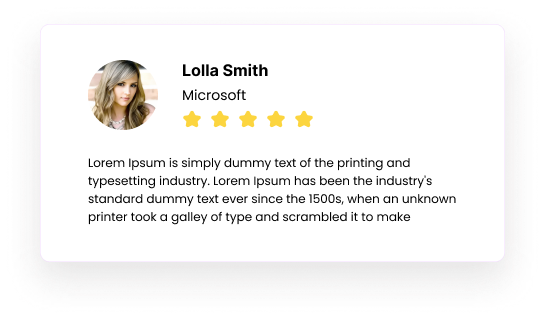 Lolla Smith
Microsoft
Lorem Ipsum is simply dummy text of the printing and
typesetting industry. Lorem Ipsum has been the industry's
standard dummy text ever since the 1500s, when an unknown
printer took a galley of type and scrambled it to make